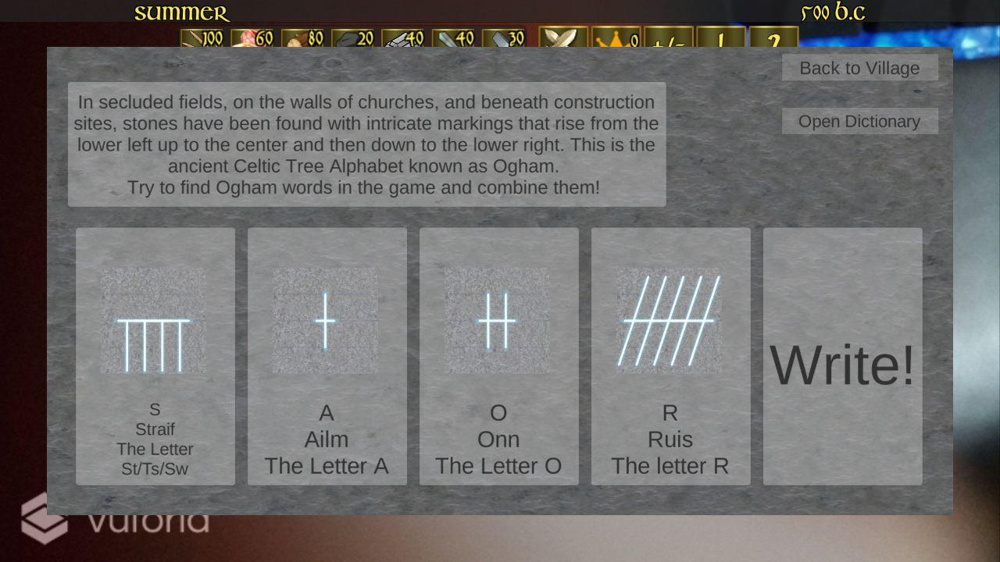 SUMMER
500 B.C
100
60
80
20
40
40
30
0
+/-
1
?
Back to Village
Open Dictionary
In secluded fields, on the walls of churches, and beneath construction
sites, stones have been found with intricate markings that rise from the
lower left up to the center and then down to the lower right. This is the
ancient Celtic Tree Alphabet known as Ogham.
Try to find Ogham words in the game and combine them!
S
Straif
The Letter
St/Ts/Sw
A
Ailm
The Letter A
O
Onn
The Letter O
R
Ruis
The letter R
Write!
vuforia